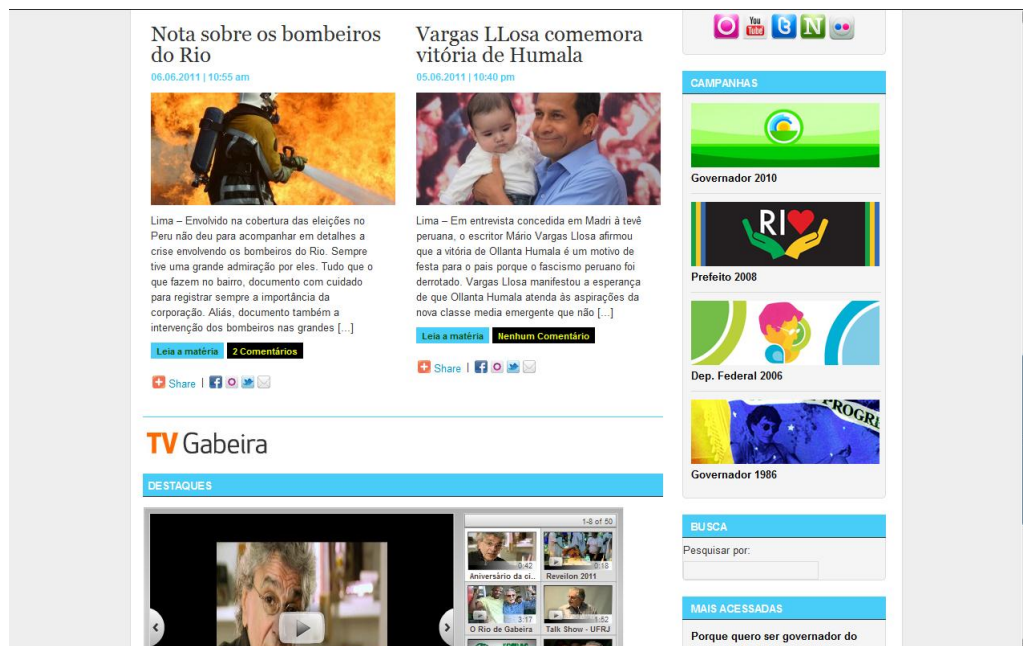 Nota sobre os bombeiros
do Rio
06.06.2011 | 10:55 am
Lima – Envolvido na cobertura das eleições no
Peru não deu para acompanhar em detalhes a
crise envolvendo os bombeiros do Rio. Sempre
tive uma grande admiração por eles. Tudo que o
que fazem no bairro, documento com cuidado
para registrar sempre a importância da
corporação. Aliás, documento também a
intervenção dos bombeiros nas grandes [...]
Leia a matéria 2 Comentários
Share |
Vargas LLosa comemora
vitória de Humala
05.06.2011 | 10:40 pm
Lima – Em entrevista concedida em Madri à tevê
peruana, o escritor Mário Vargas Llosa afirmou
que a vitória de Ollanta Humala é um motivo de
festa para o pais porque o fascismo peruano foi
derrotado. Vargas Llosa manifestou a esperança
de que Ollanta Humala atenda às aspirações da
nova classe media emergente que não [...]
Leia a matéria Nenhum Comentário
Share |
TV Gabeira
DESTAQUES
1-8 of 50
0:42
Aniversário da ci..
0:18
Reveilon 2011
3:17
O Rio de Gabeira
1:52
Talk Show - UFRJ
You
Tube
CAMPANHAS
Governador 2010
RI
Prefeito 2008
Dep. Federal 2006
PROGR
Governador 1986
BUSCA
Pesquisar por:
MAIS ACESSADAS
Porque quero ser governador do